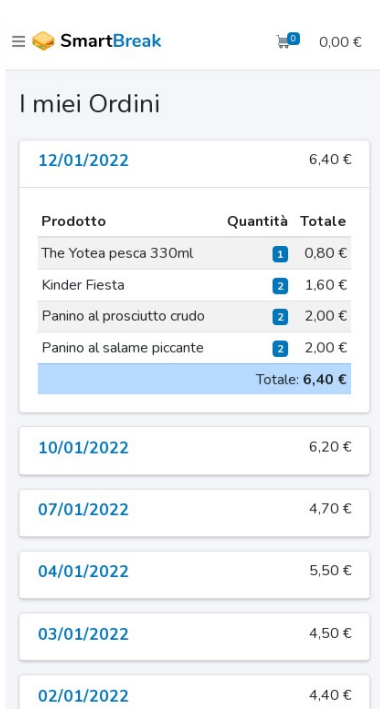 SmartBreak 0 0,00 €
I miei Ordini
12/01/2022 6,40 €
Prodotto Quantità Totale
The Yotea pesca 330ml 1 0,80 €
Kinder Fiesta 2 1,60 €
Panino al prosciutto crudo 2 2,00 €
Panino al salame piccante 2 2,00 €
Totale: 6,40 €
10/01/2022 6,20 €
07/01/2022 4,70 €
04/01/2022 5,50 €
03/01/2022 4,50 €
02/01/2022 4,40 €